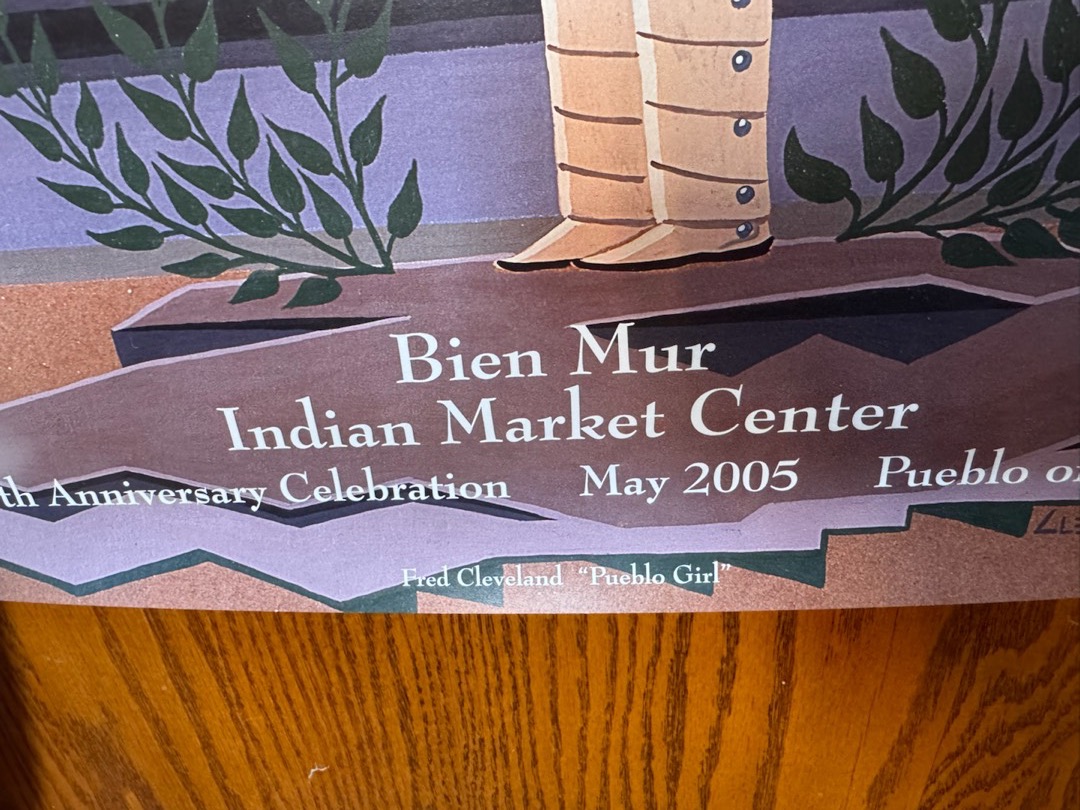 Bien Mur
Indian Market Center
th Anniversary Celebration May 2005 Pueblo o
Fred Cleveland “Pueblo Girl”